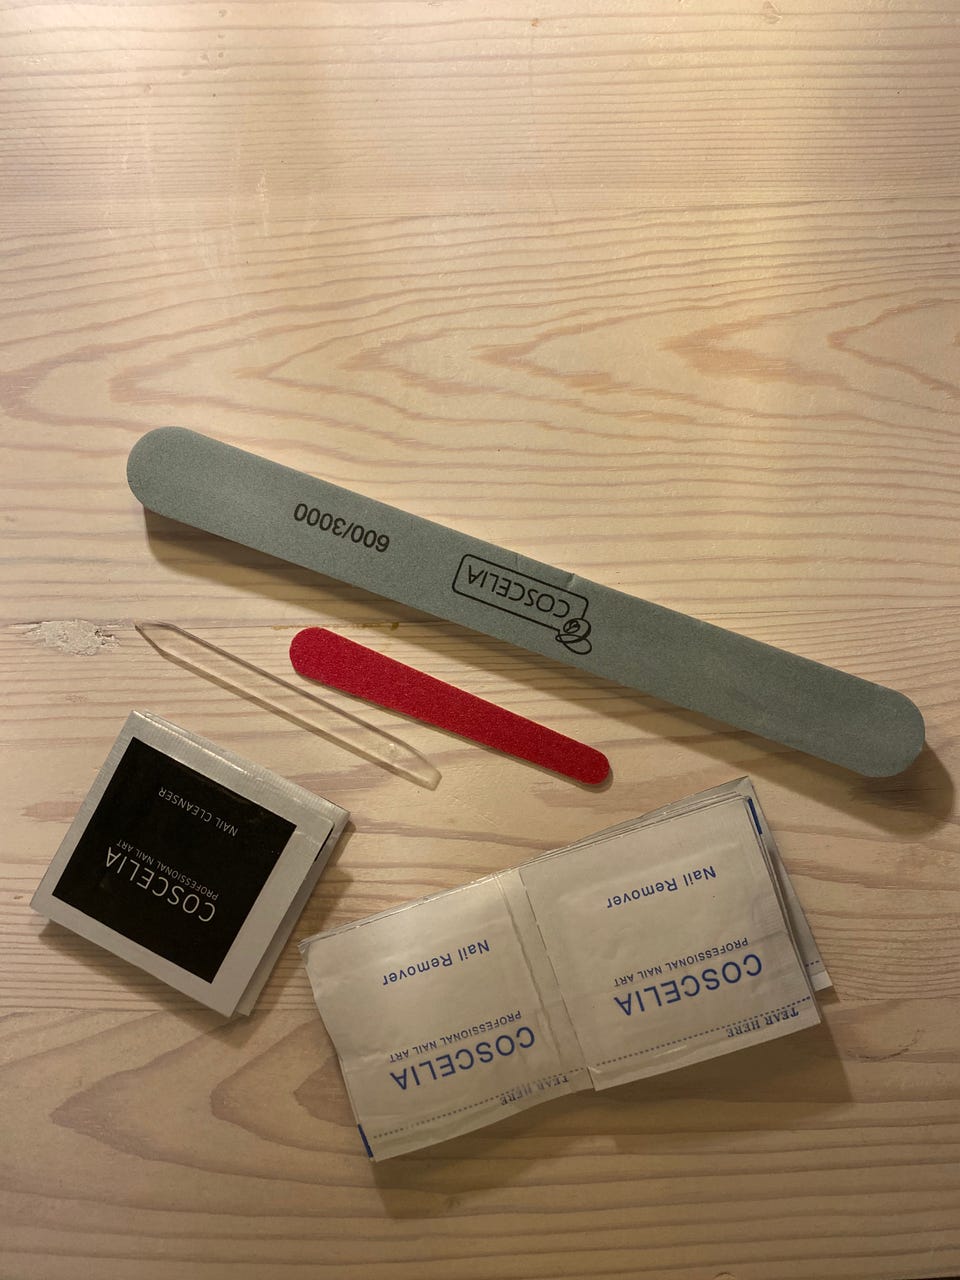 600/3000
COSCELIA
COSCELIA
PROFESSIONAL NAIL ART
NAIL CLEANSER
TEAR HERE
COSCELIA
PROFESSIONAL NAIL ART
Nail Remover
TEAR HERE
COSCELIA
PROFESSIONAL NAIL ART
Nail Remover